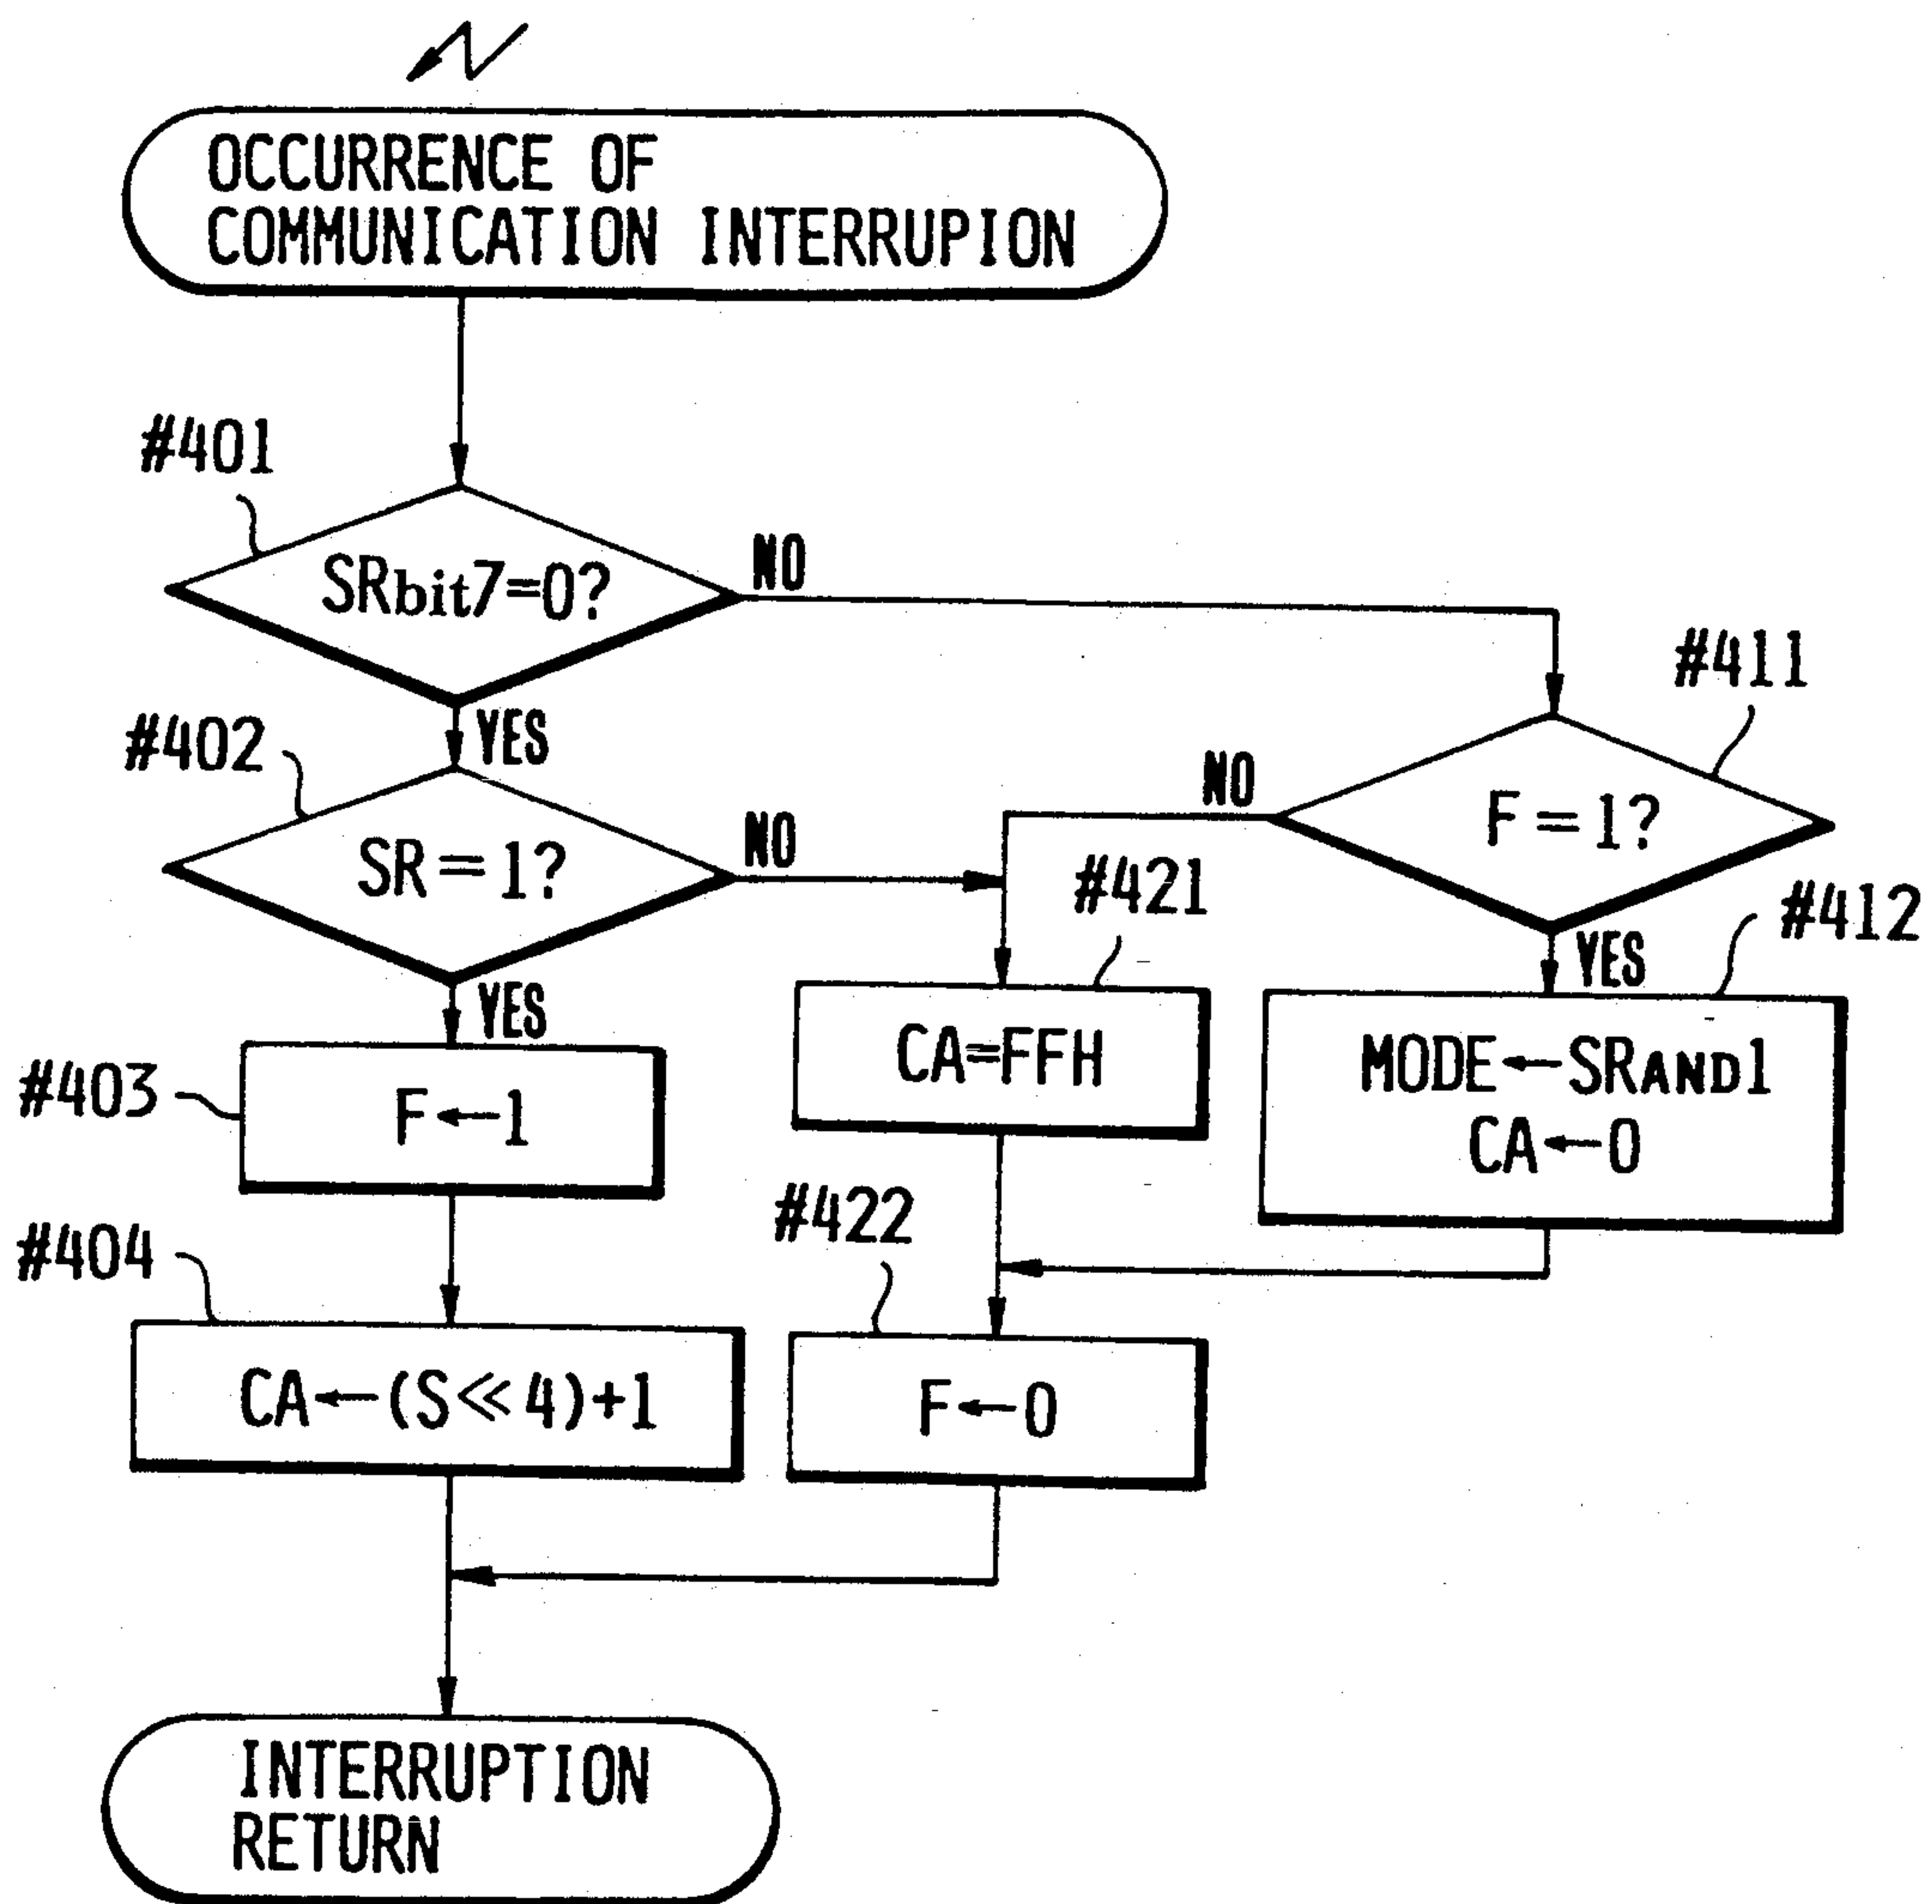 OCCURRENCE OF
COMMUNICATION INTERRUPION
#401
SRbit7=0?
NO
YES
#411
F=1?
NO
YES
#402
SR=1?
NO
YES
#421
CA=FFH
#412
MODE←SRAND1
CA←0
#403
F←1
#422
F←0
#404
CA←(S≪4)+1
INTERRUPTION
RETURN